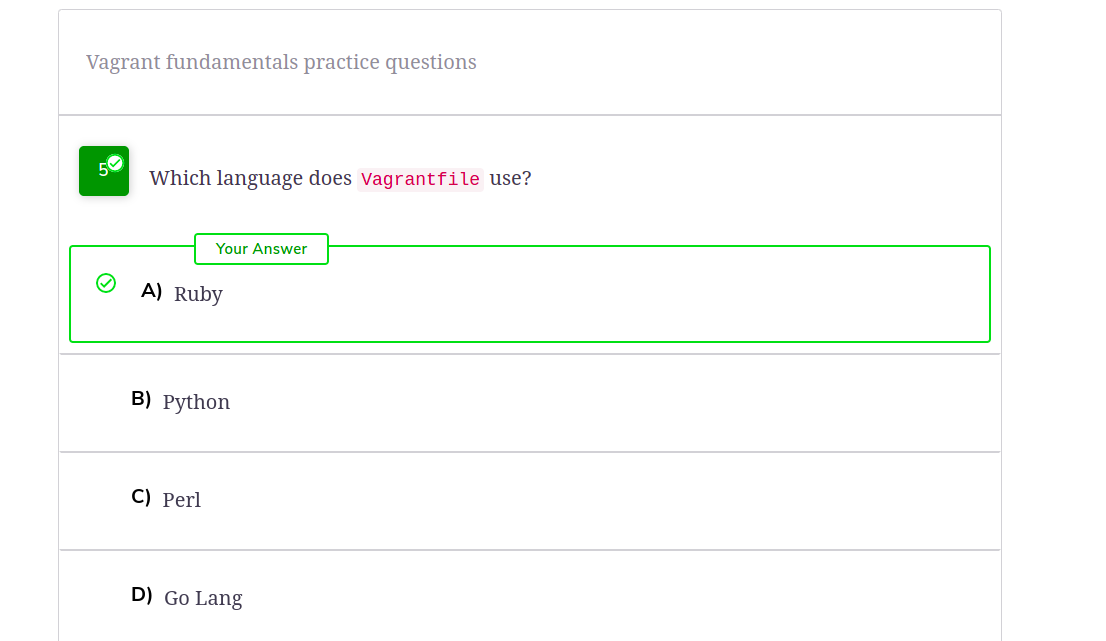 Vagrant fundamentals practice questions
5
Which language does Vagrantfile use?
Your Answer
A) Ruby
B) Python
C) Perl
D) Go Lang